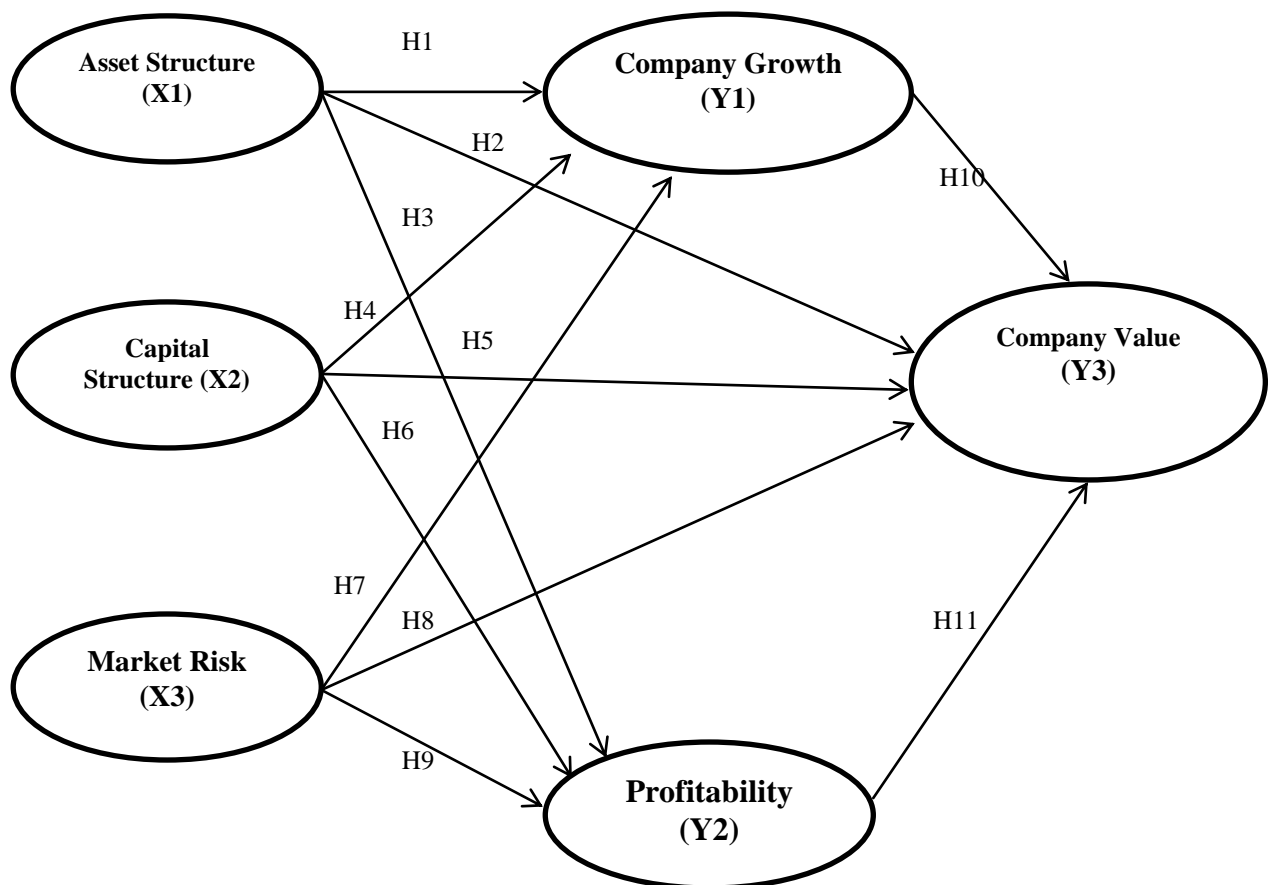 Asset Structure
(X1)
H1
Company Growth
(Y1)
H2
H10
H3
Capital
Structure (X2)
H4
H5
Company Value
(Y3)
H6
Market Risk
(X3)
H7
H8
H11
H9
Profitability
(Y2)